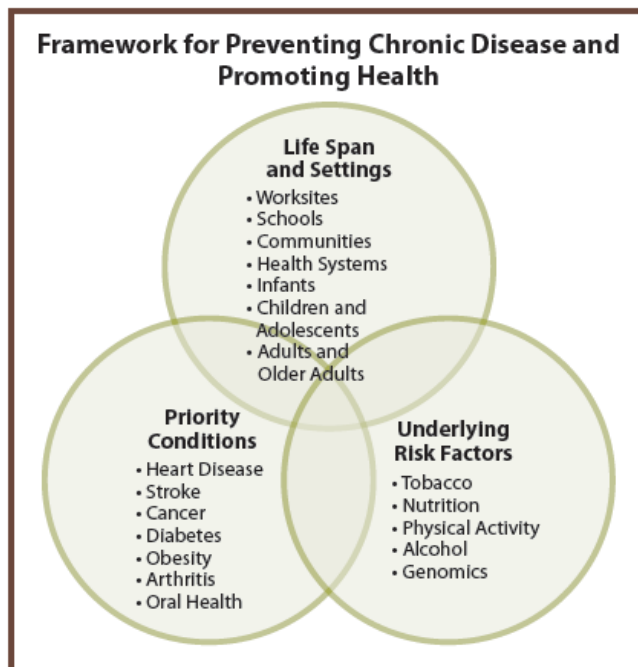 Framework for Preventing Chronic Disease and
Promoting Health
Life Span
and Settings
• Worksites
• Schools
• Communities
• Health Systems
• Infants
• Children and
Adolescents
• Adults and
Older Adults
Priority
Conditions
• Heart Disease
• Stroke
• Cancer
• Diabetes
• Obesity
• Arthritis
• Oral Health
Underlying
Risk Factors
• Tobacco
• Nutrition
• Physical Activity
• Alcohol
• Genomics